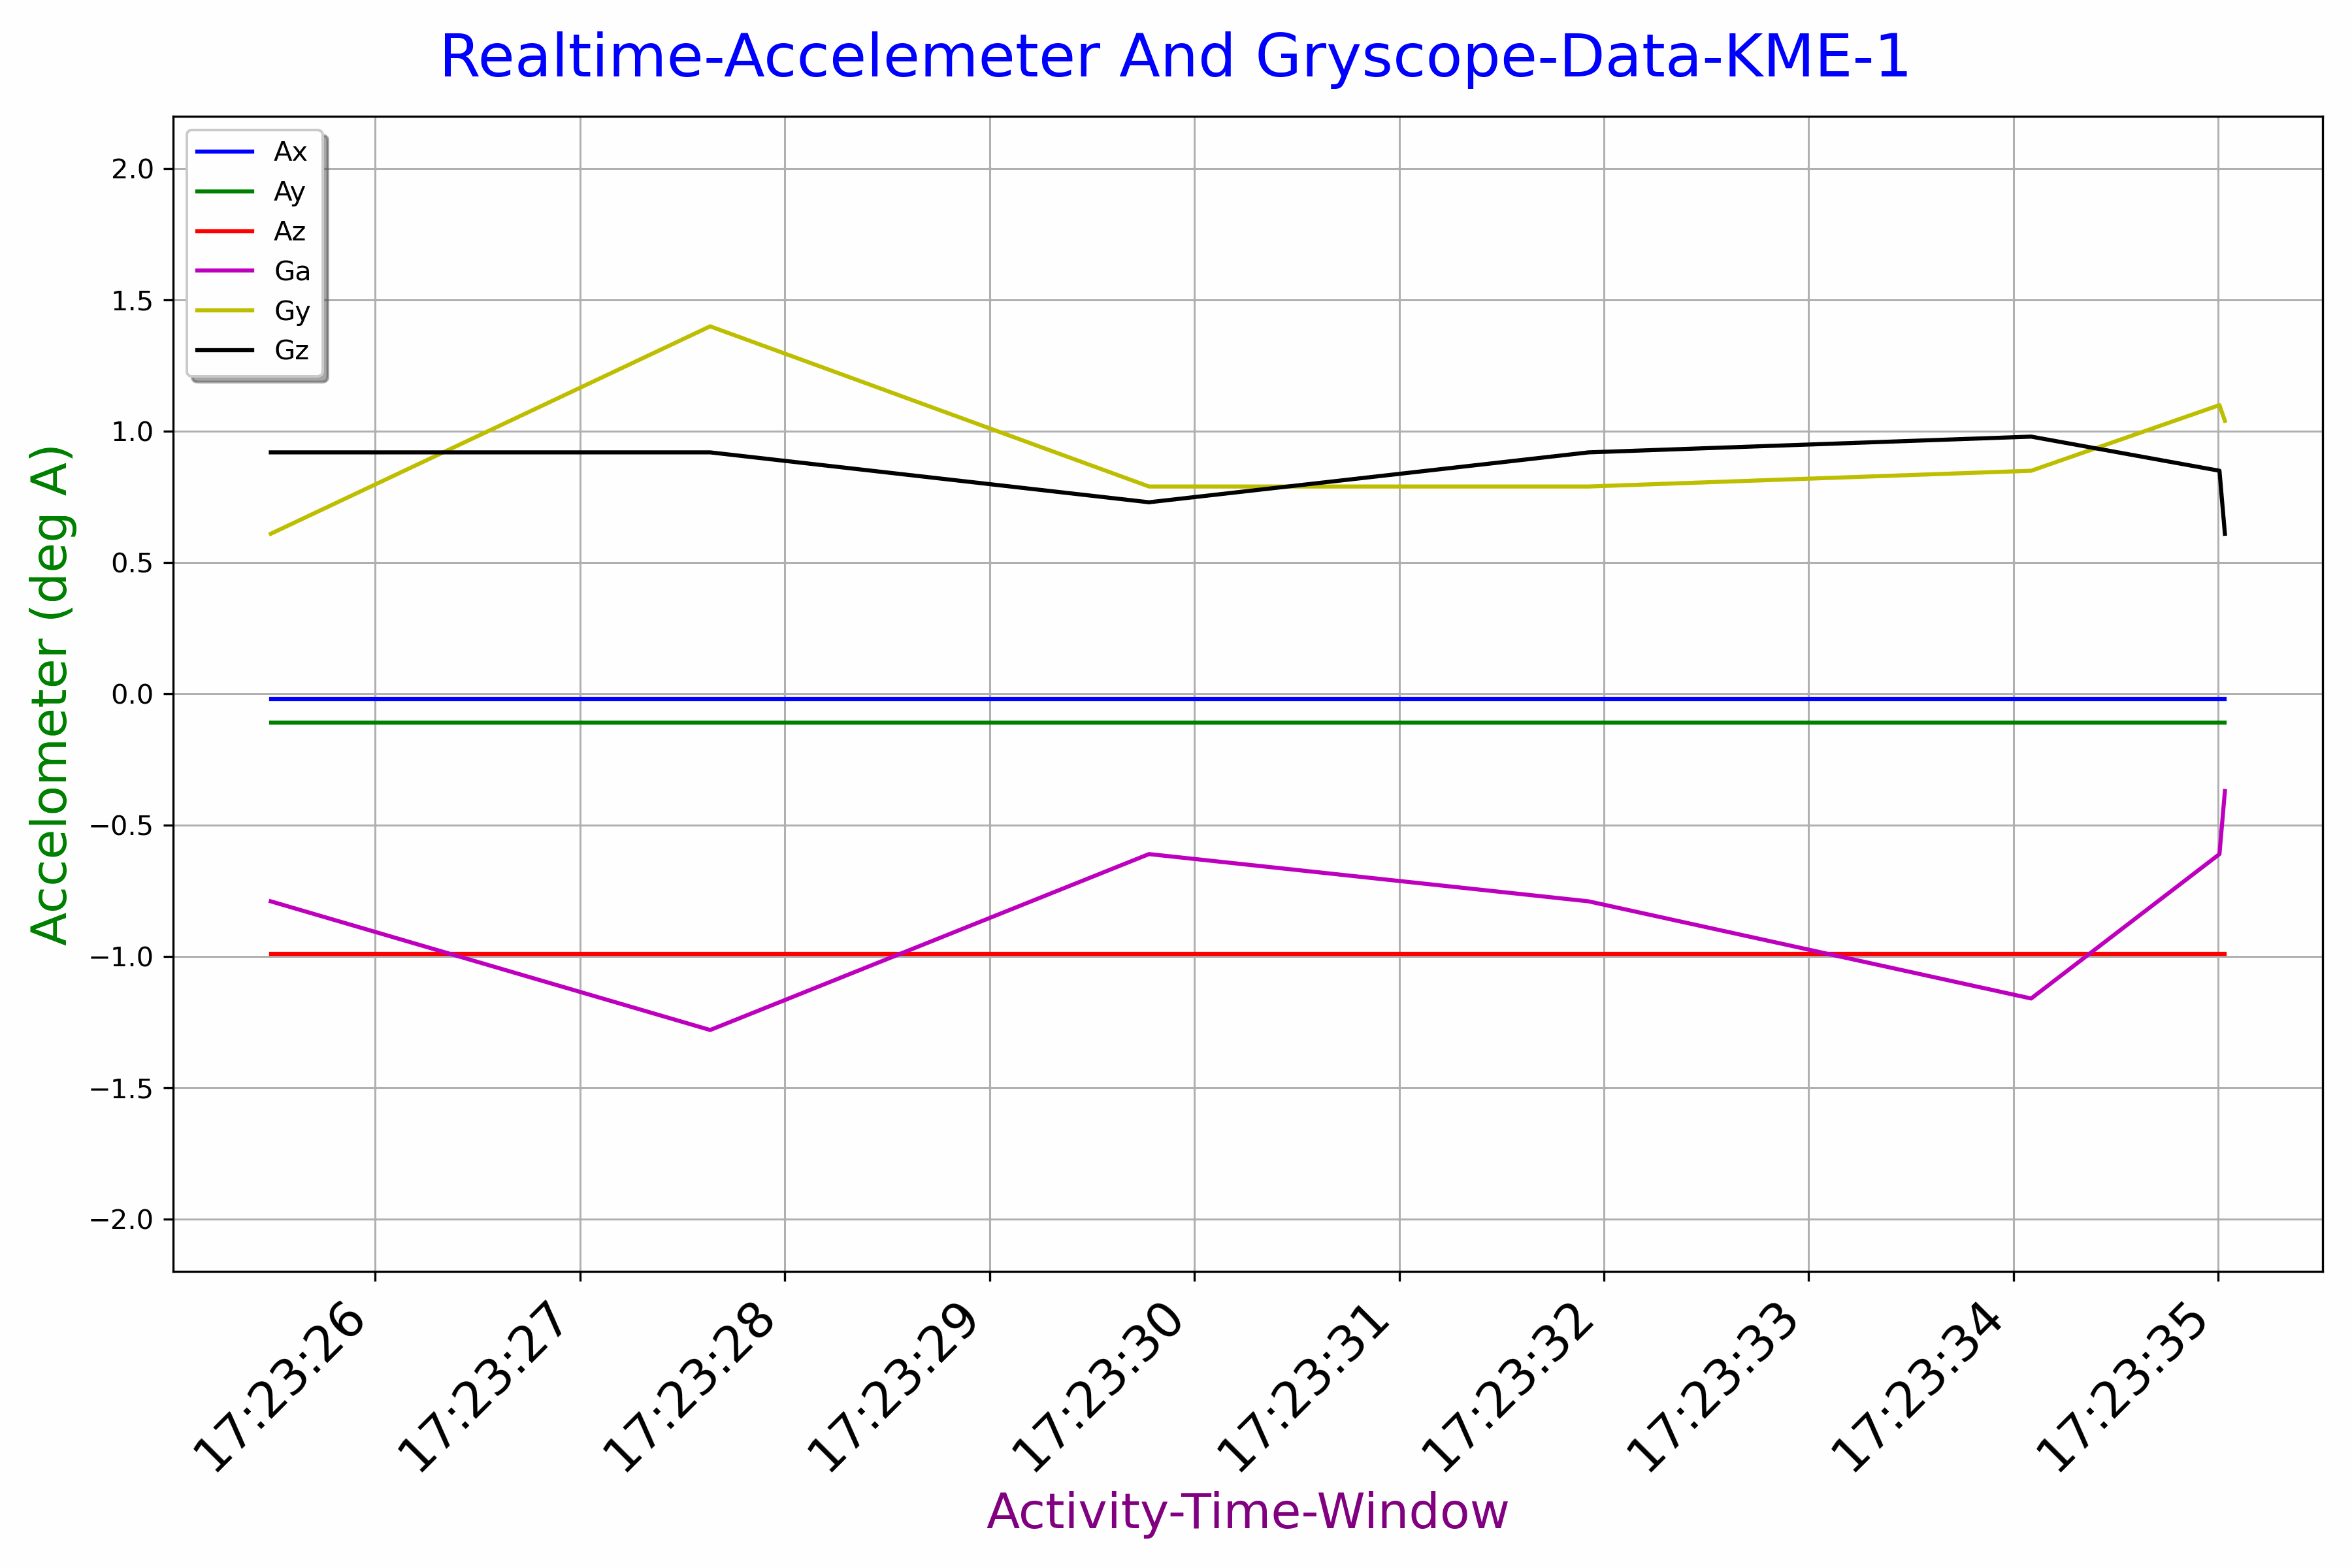 Realtime-Accelemeter And Gryscope-Data-KME-1
Ax
Ay
Az
Ga
Gy
Gz
Accelometer (deg A)
2.0
1.5
1.0
0.5
0.0
−0.5
−1.0
−1.5
−2.0
17:23:26
17:23:27
17:23:28
17:23:29
17:23:30
17:23:31
17:23:32
17:23:33
17:23:34
17:23:35
Activity-Time-Window